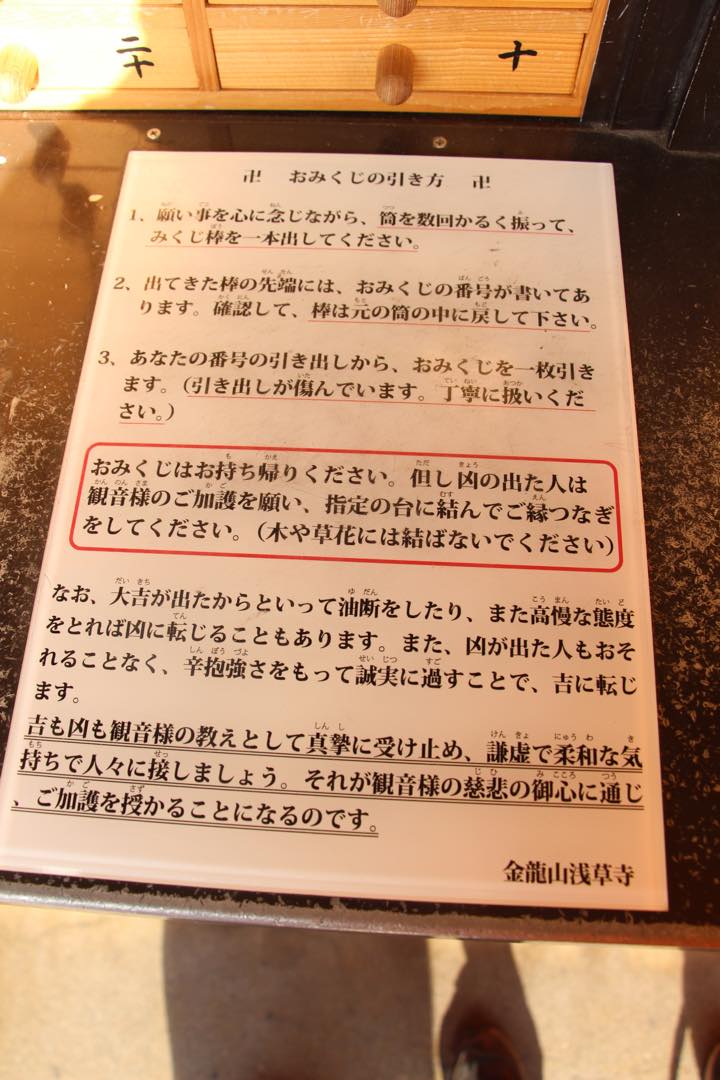 二十
十
卍 おみくじの引き方 卍
1、願い事を心に念じながら、筒を数回かるく振って、
みくじ棒を一本出してください。
2、出てきた棒の先端には、おみくじの番号が書いてあ
ります。確認して、棒は元の筒の中に戻して下さい。
3、あなたの番号の引き出しから、おみくじを一枚引き
ます。（引き出しが傷んでいます。丁寧に扱いくだ
さい。）
おみくじはお持ち帰りください。但し凶の出た人は
観音様のご加護を願い、指定の台に結んでご縁つなぎ
をしてください。（木や草花には結ばないでください）
なお、大吉が出たからといって油断をしたり、また高慢な態度
をとれば凶に転じることもあります。また、凶が出た人もおそ
れることなく、辛抱強さをもって誠実に過すことで、吉に転じ
ます。
吉も凶も観音様の教えとして真摯に受け止め、謙虚で柔和な気
持ちで人々に接しましょう。それが観音様の慈悲の御心に通じ
、ご加護を授かることになるのです。
金龍山浅草寺